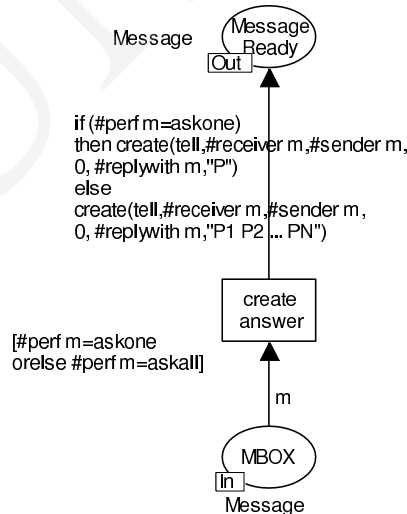 Message
Message
Ready
Out
if (#perf m=askone)
then create(tell,#receiver m,#sender m,
0, #replywith m,"P")
else
create(tell,#receiver m,#sender m,
0, #replywith m,"P1 P2 ... PN")
create
answer
[#perf m=askone
orelse #perf m=askall]
m
MBOX
In
Message